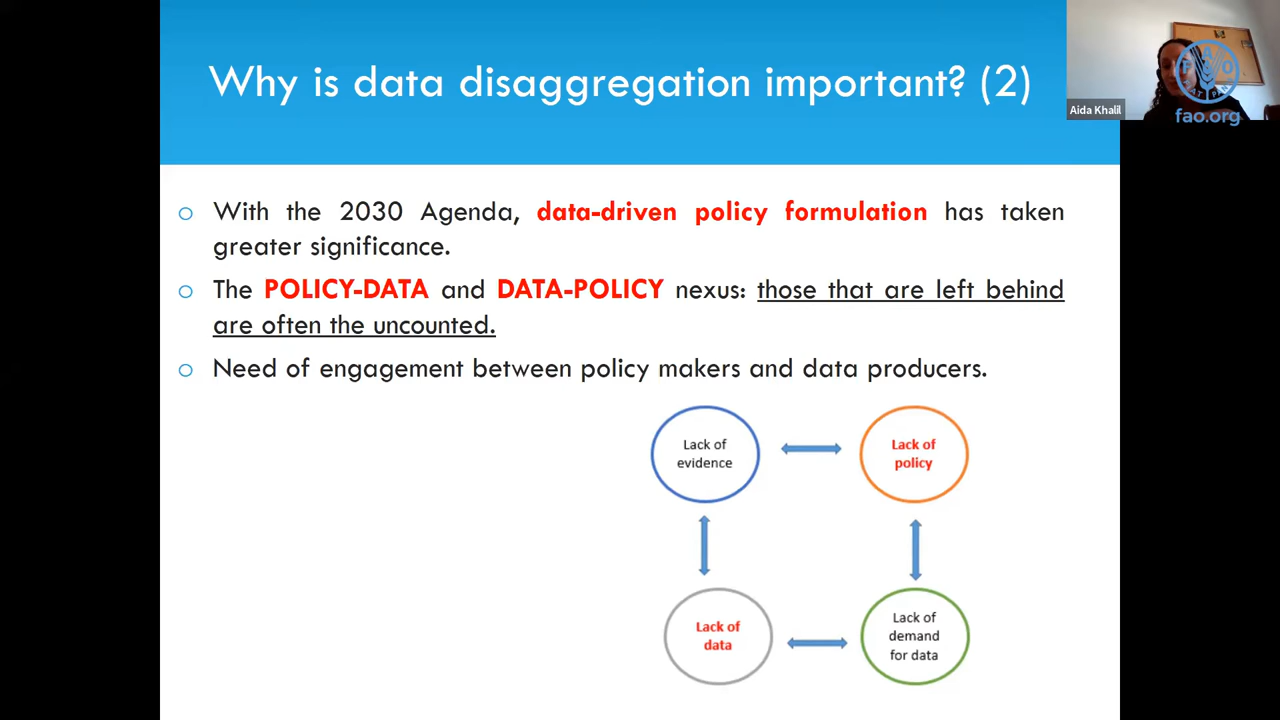 Why is data disaggregation important? (2)
Aida Khalil
fao.org
o With the 2030 Agenda, data-driven policy formulation has taken
greater significance.
o The POLICY-DATA and DATA-POLICY nexus: those that are left behind
are often the uncounted.
o Need of engagement between policy makers and data producers.
Lack of
evidence
Lack of
policy
Lack of
data
Lack of
demand
for data